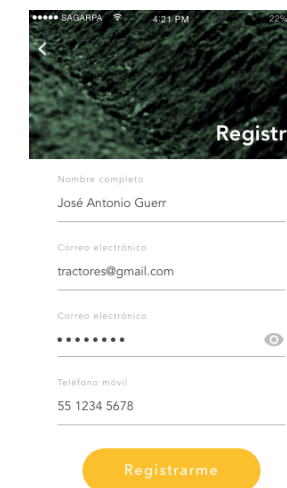 SAGARPA 4:21 PM 22%
Registr
Nombre completo
José Antonio Guerr
Correo electrónico
tractores@gmail.com
Correo electrónico
••••••••
Teléfono móvil
55 1234 5678
Registrarme